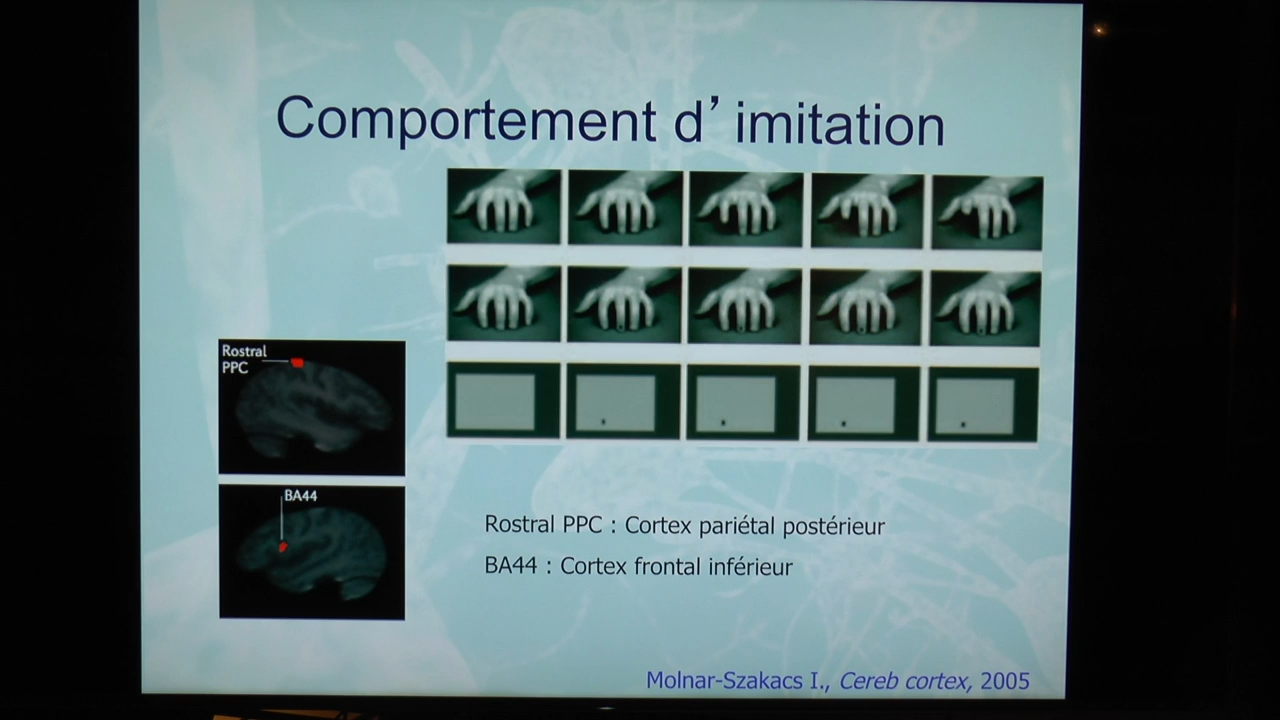 Comportement d’ imitation
Rostral
PPC
BA44
Rostral PPC : Cortex pariétal postérieur
BA44 : Cortex frontal inférieur
Molnar-Szakacs I., Cereb cortex, 2005